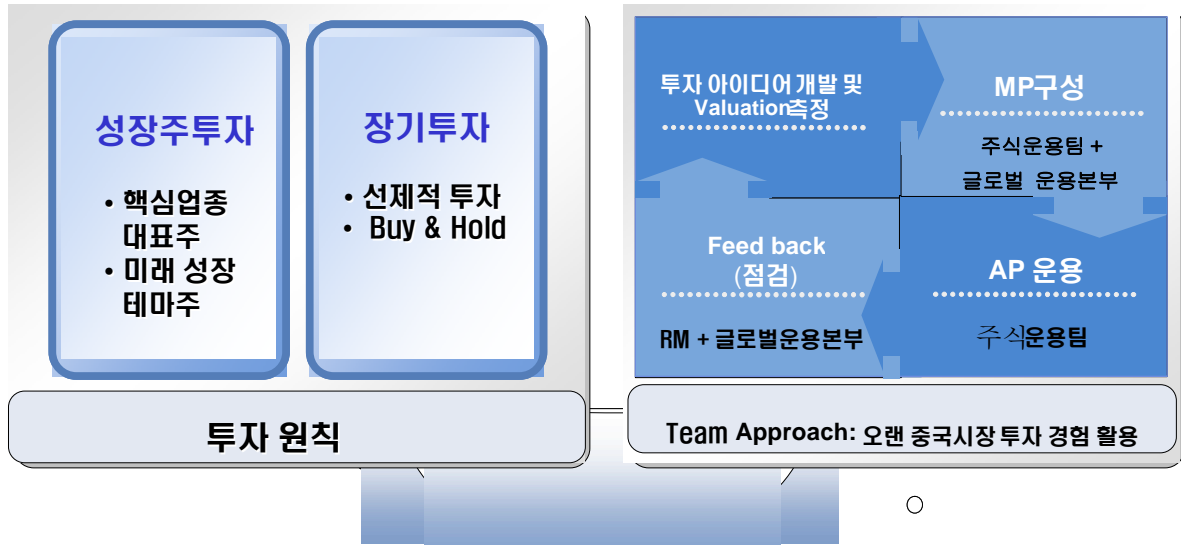 성장주투자
• 핵심업종
대표주
• 미래 성장
테마주
장기투자
• 선제적 투자
• Buy & Hold
투자 원칙
투자 아이디어 개발 및
Valuation측정
MP구성
주식운용팀 +
글로벌 운용본부
Feed back
(점검)
RM + 글로벌운용본부
AP 운용
주식운용팀
Team Approach: 오랜 중국시장 투자 경험 활용